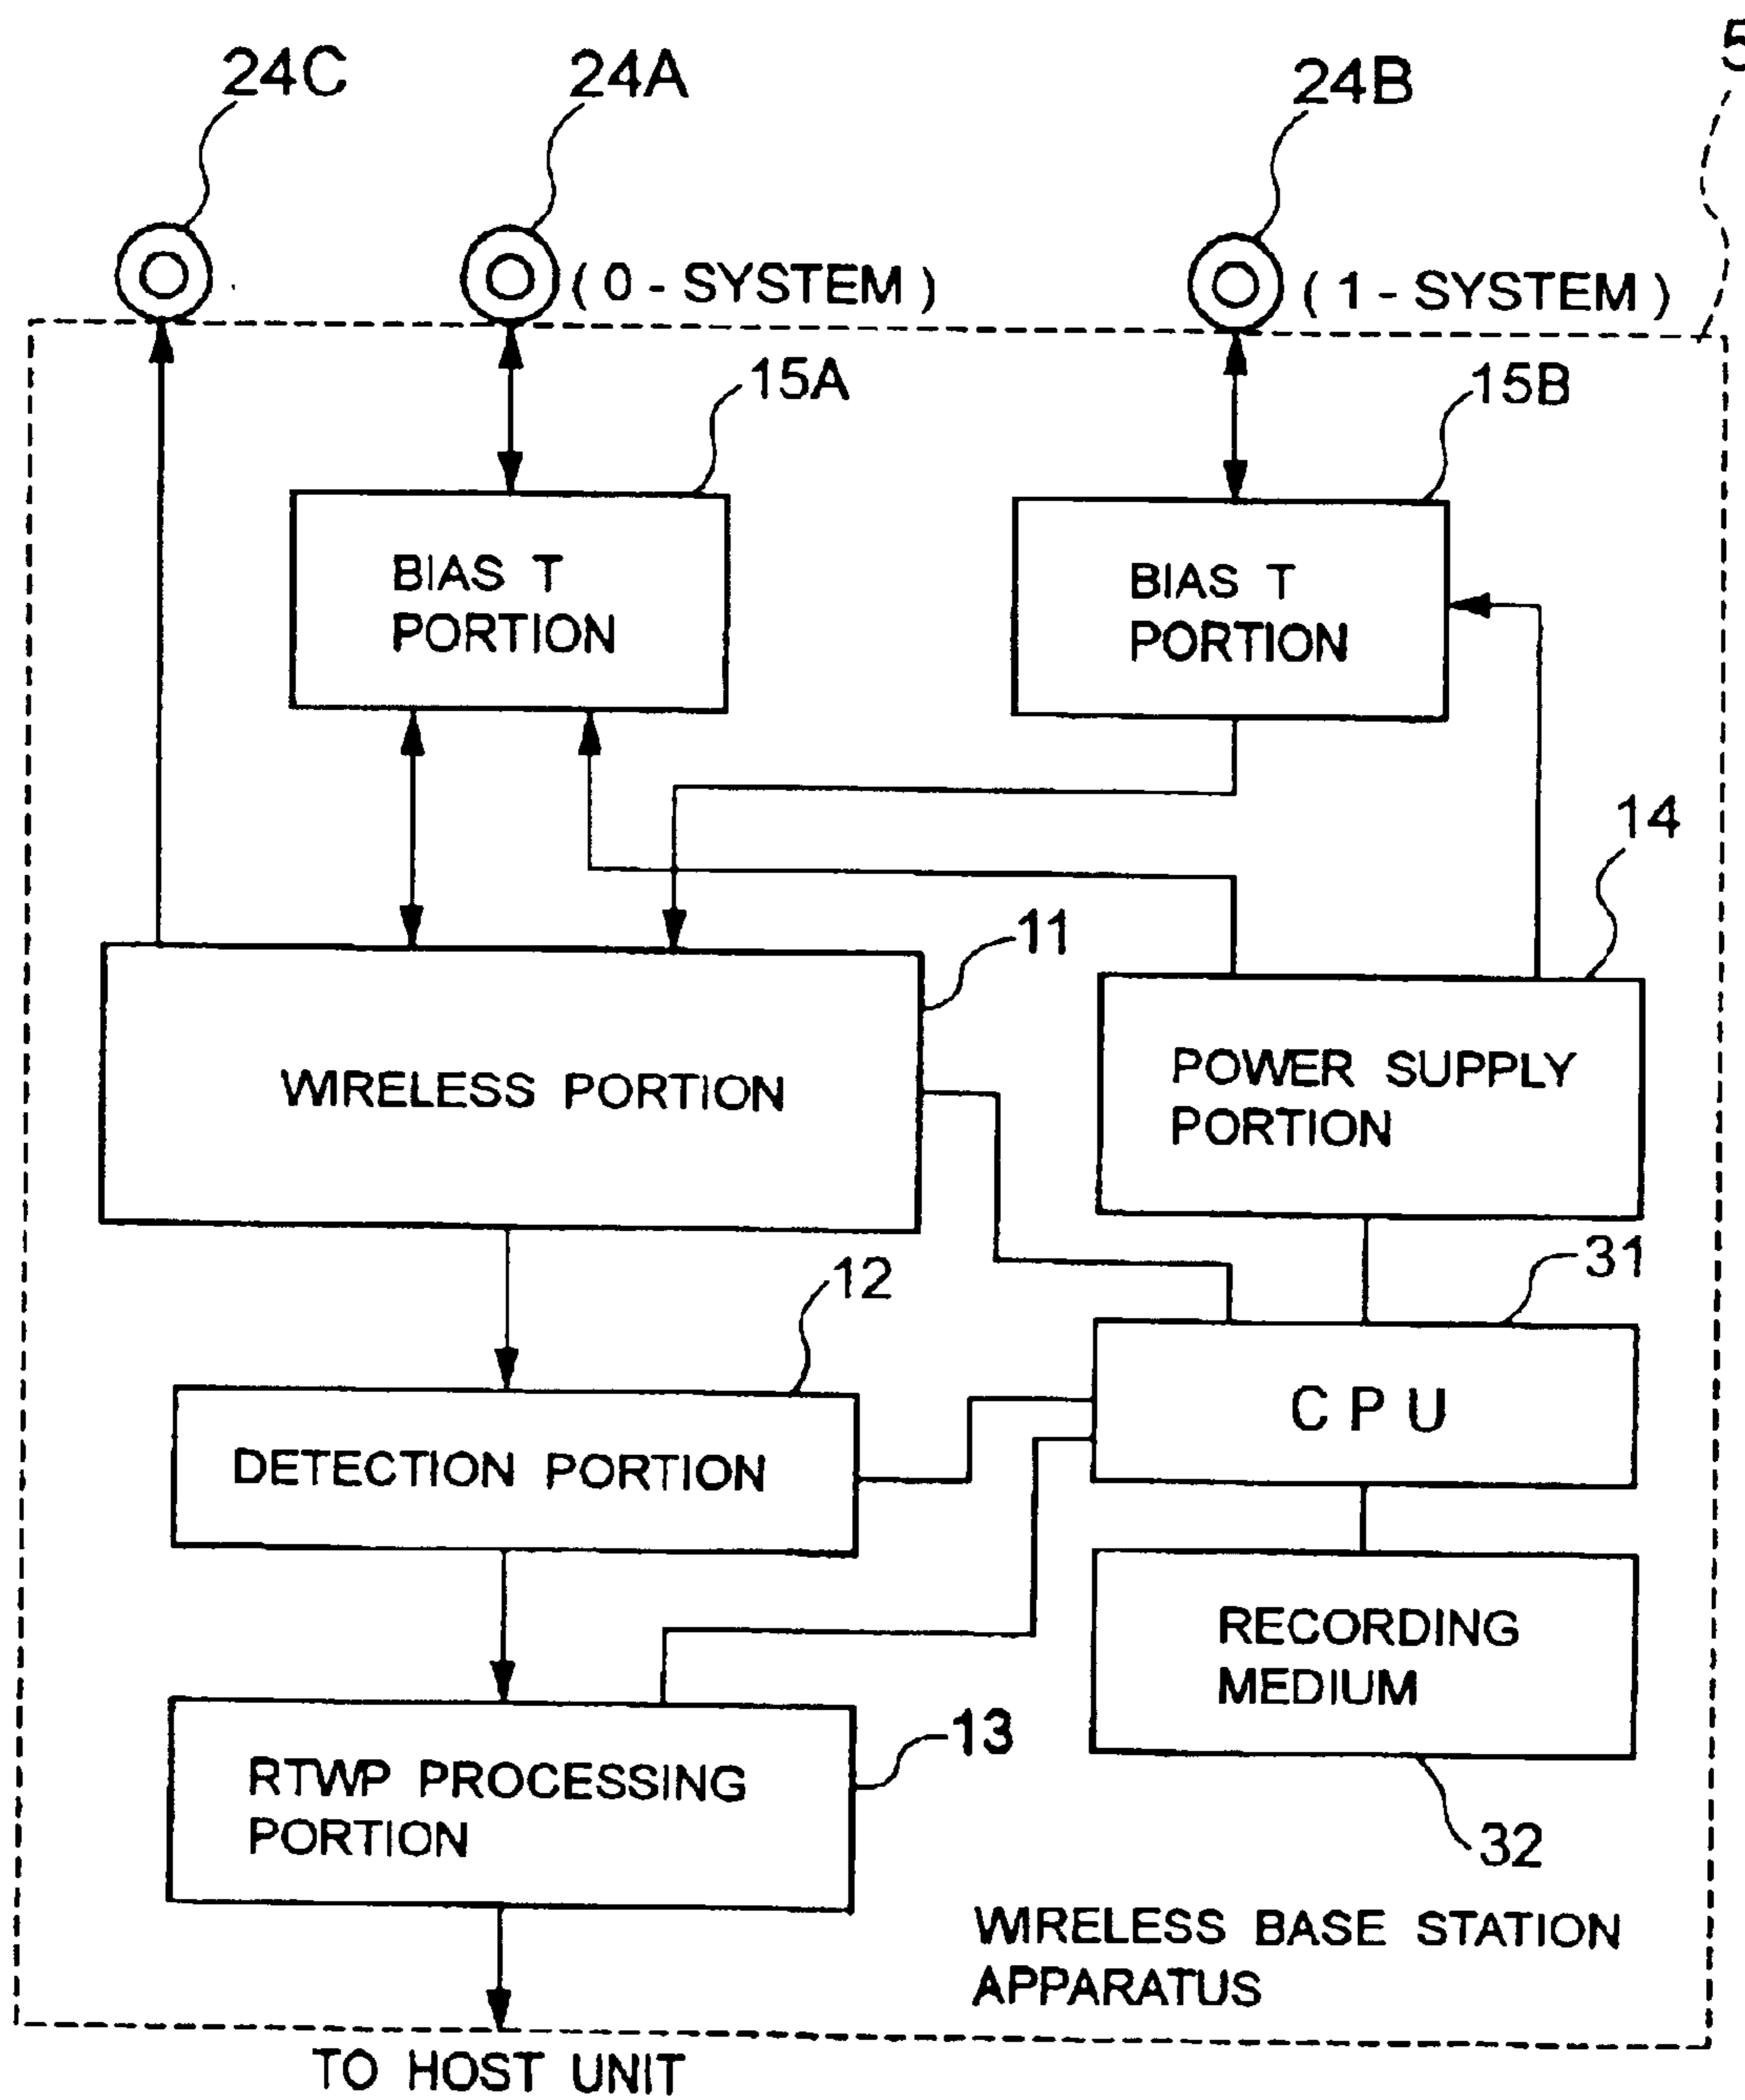 24C
24A
24B
5
( 0 - SYSTEM )
( 1 - SYSTEM )
15A
15B
BIAS T
PORTION
BIAS T
PORTION
14
11
WIRELESS PORTION
POWER SUPPLY
PORTION
31
12
CPU
DETECTION PORTION
RECORDING
MEDIUM
13
RTWP PROCESSING
PORTION
32
WIRELESS BASE STATION
APPARATUS
TO HOST UNIT